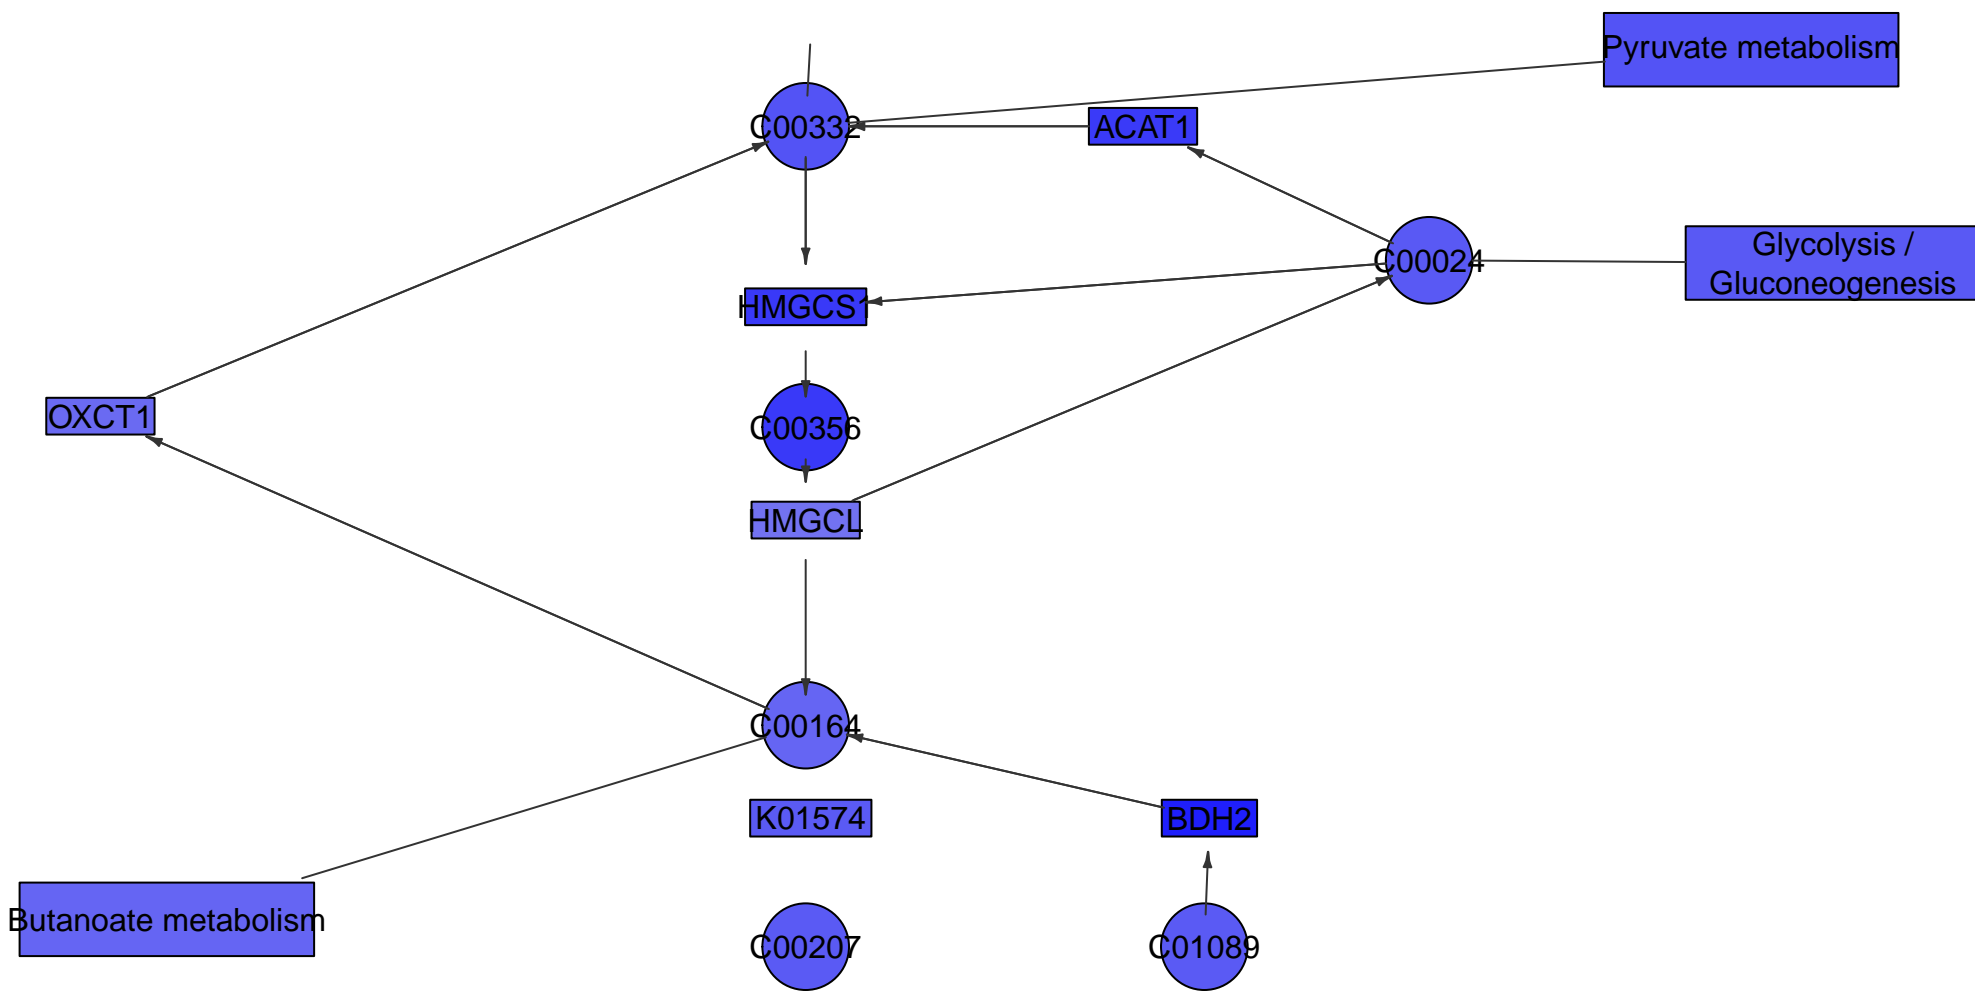 Pyruvate metabolism
C00332
ACAT1
Glycolysis /
Gluconeogenesis
C00024
HMGCS1
OXCT1
C00356
HMGCL
C00164
K01574
BDH2
Butanoate metabolism
C00207
C01089